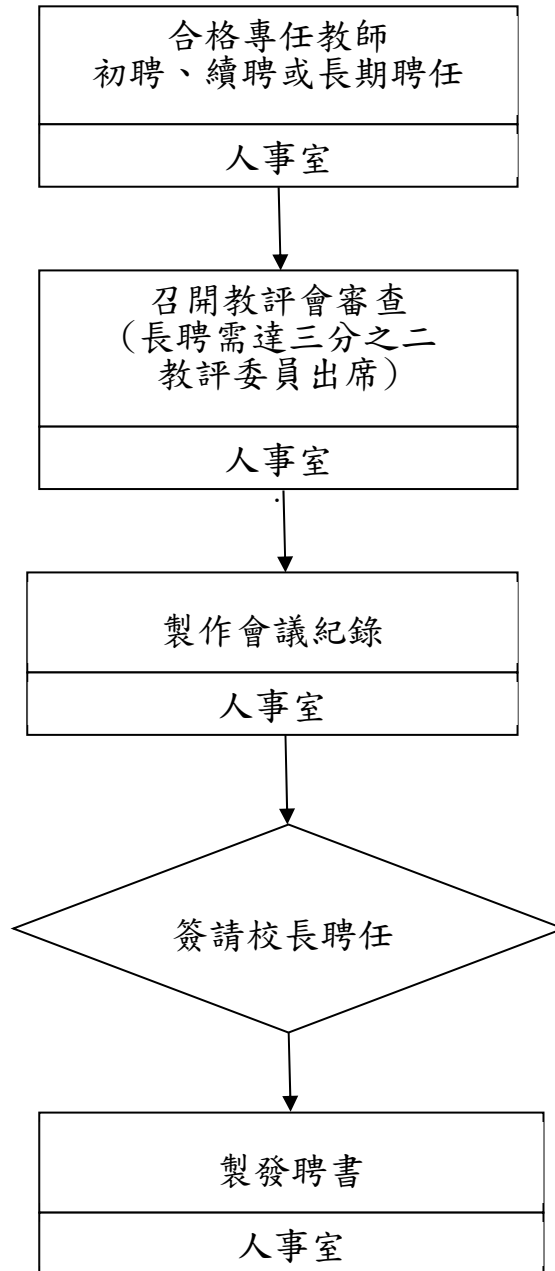 合格專任教師
初聘、續聘或長期聘任
人事室
召開教評會審查
（長聘需達三分之二
教評委員出席）
人事室
製作會議紀錄
人事室
簽請校長聘任
製發聘書
人事室